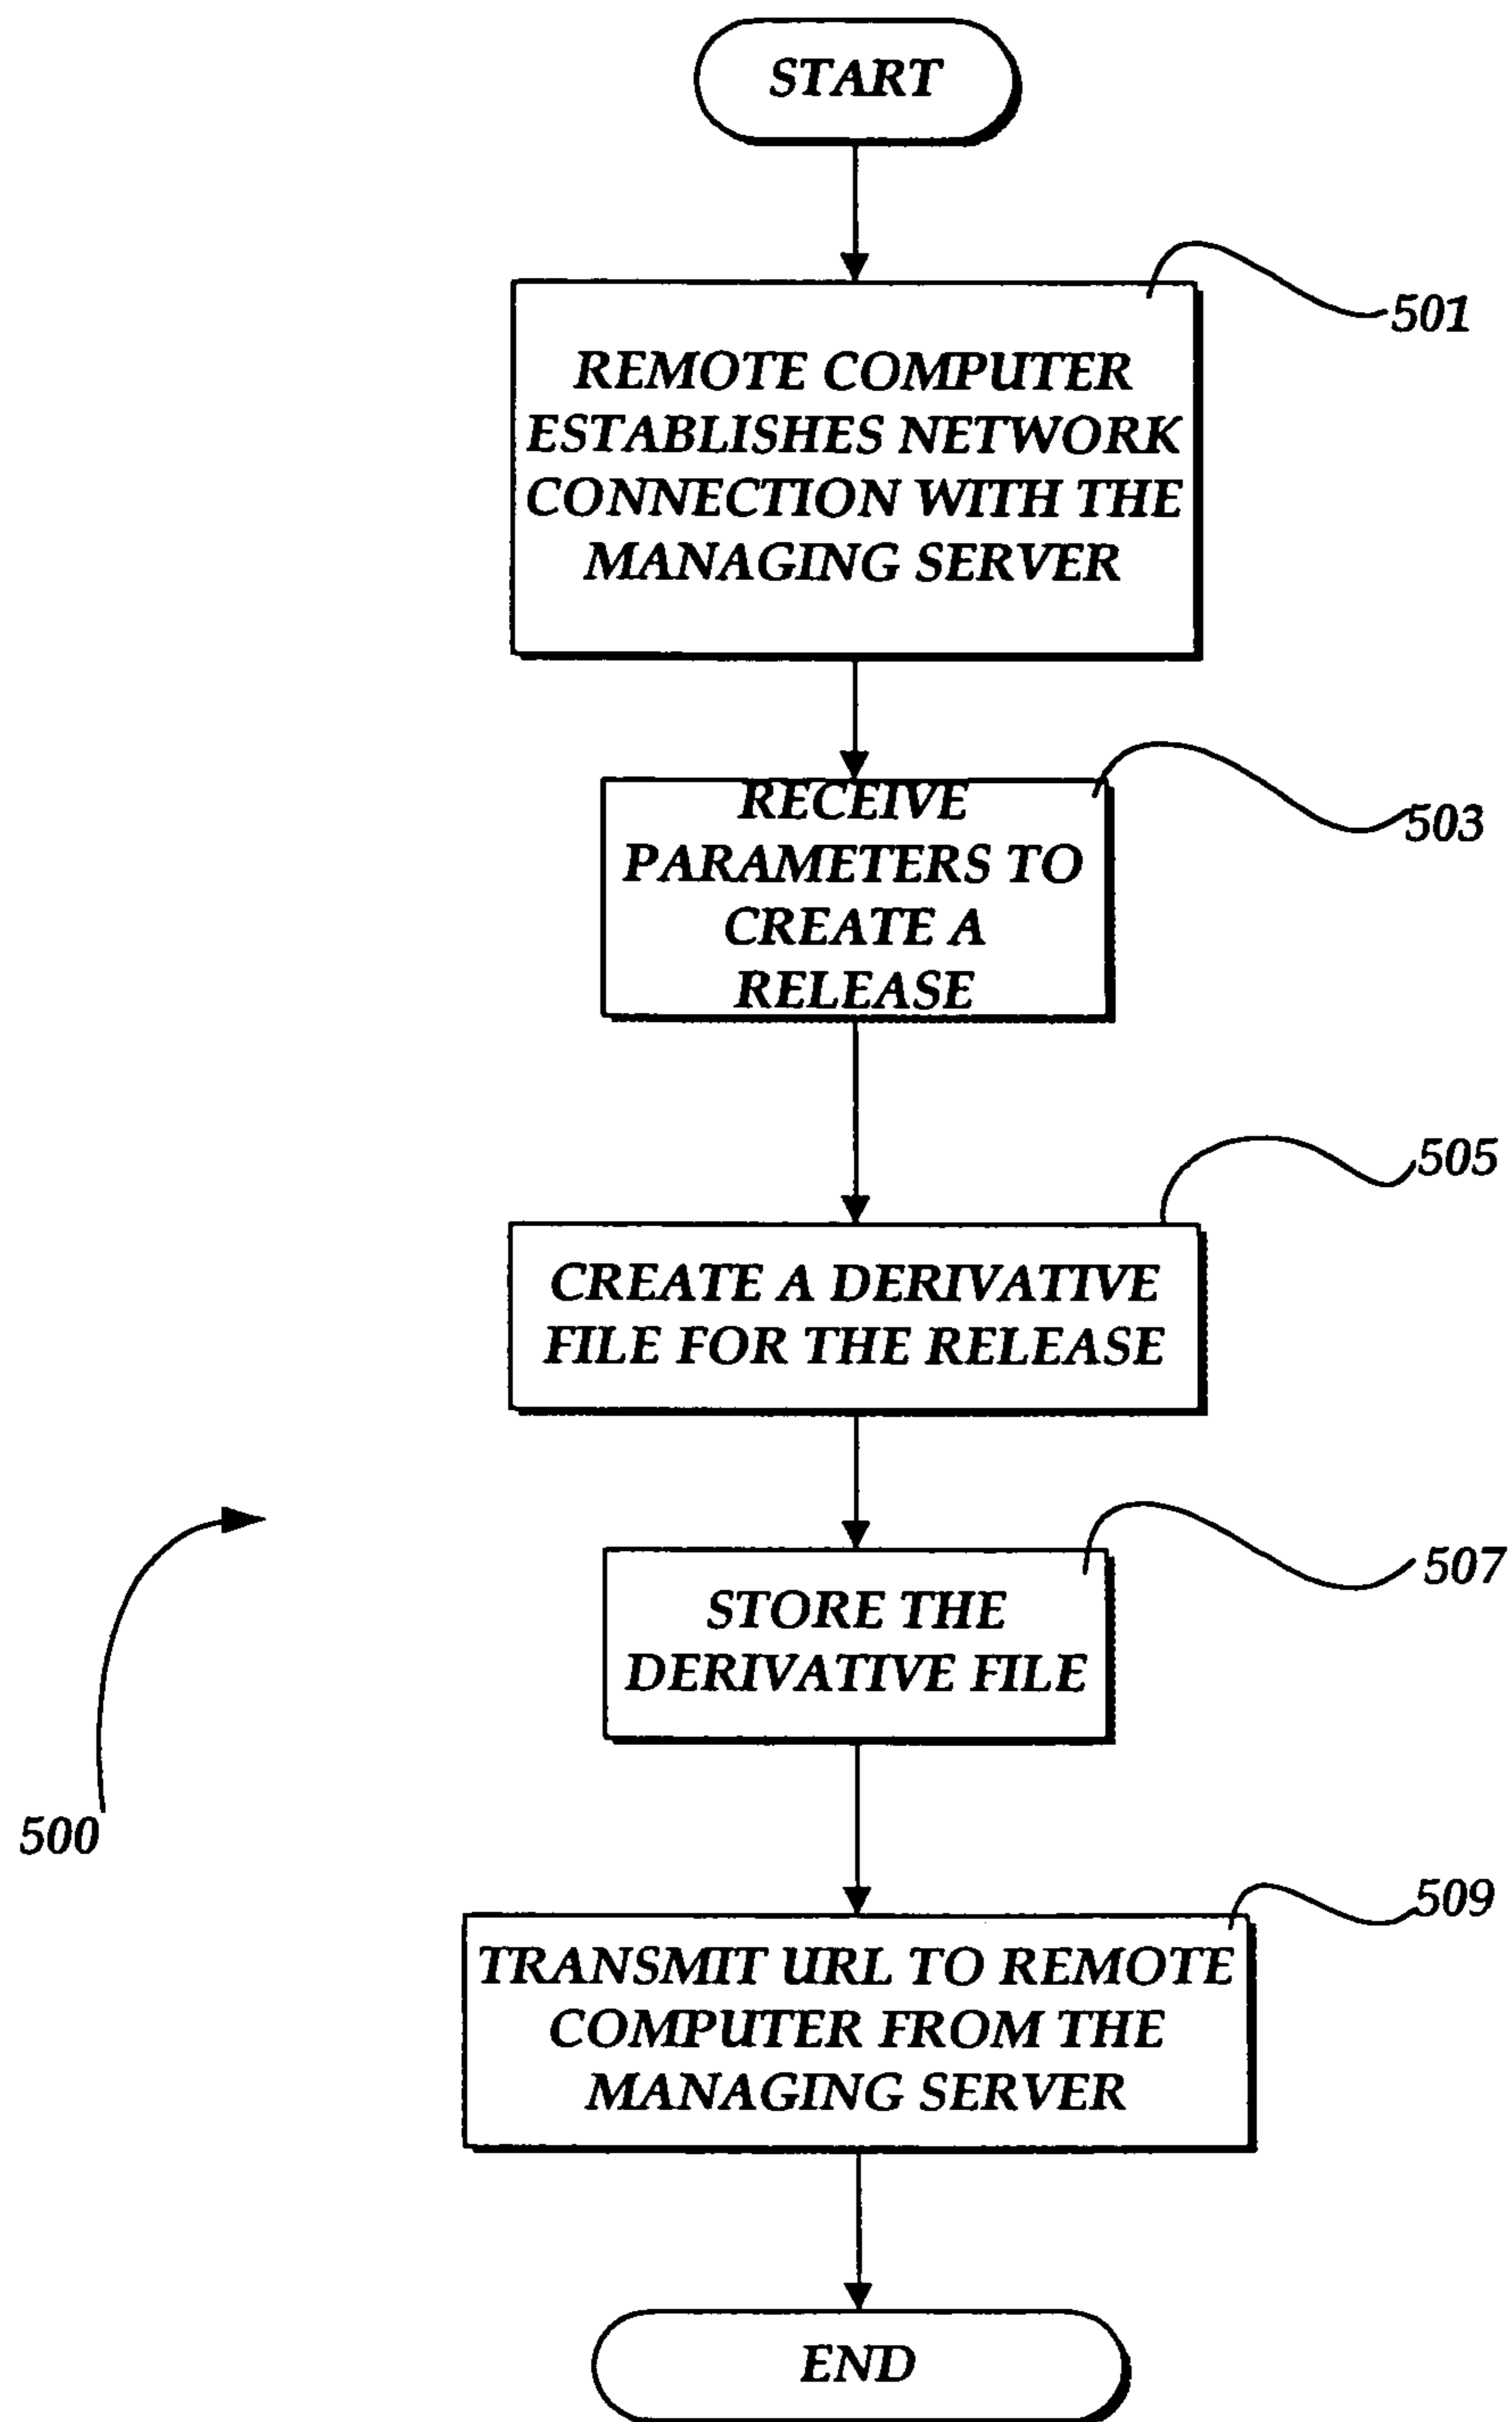 START
501
REMOTE COMPUTER
ESTABLISHES NETWORK
CONNECTION WITH THE
MANAGING SERVER
503
RECEIVE
PARAMETERS TO
CREATE A
RELEASE
505
CREATE A DERIVATIVE
FILE FOR THE RELEASE
507
STORE THE
DERIVATIVE FILE
500
509
TRANSMIT URL TO REMOTE
COMPUTER FROM THE
MANAGING SERVER
END